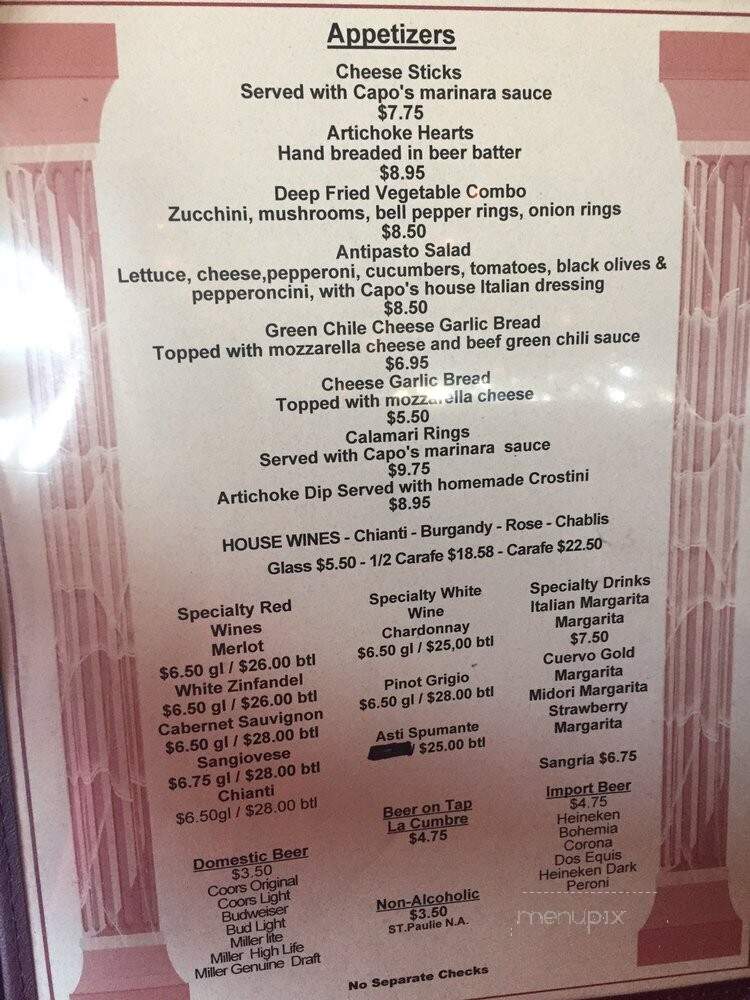 Appetizers
Cheese Sticks
Served with Capo's marinara sauce
$7.75
Artichoke Hearts
Hand breaded in beer batter
$8.95
Deep Fried Vegetable Combo
Zucchini, mushrooms, bell pepper rings, onion rings
$8.50
Antipasto Salad
Lettuce, cheese,pepperoni, cucumbers, tomatoes, black olives &
pepperoncini, with Capo's house Italian dressing
$8.50
Green Chile Cheese Garlic Bread
Topped with mozzarella cheese and beef green chili sauce
$6.95
Cheese Garlic Bread
Topped with mozzarella cheese
$5.50
Calamari Rings
Served with Capo's marinara sauce
$9.75
Artichoke Dip Served with homemade Crostini
$8.95
HOUSE WINES - Chianti - Burgandy - Rose - Chablis
Glass $5.50 - 1/2 Carafe $18.58 - Carafe $22.50
Specialty Red
Wines
Merlot
$6.50 gl / $26.00 btl
White Zinfandel
$6.50 gl / $26.00 btl
Cabernet Sauvignon
$6.50 gl / $28.00 btl
Sangiovese
$6.75 gl / $28.00 btl
Chianti
$6.50gl / $28.00 btl
Domestic Beer
$3.50
Coors Original
Coors Light
Budweiser
Bud Light
Miller lite
Miller High Life
Miller Genuine Draft
Specialty White
Wine
Chardonnay
$6.50 gl / $25,00 btl
Pinot Grigio
$6.50 gl / $28.00 btl
Asti Spumante
/ $25.00 btl
Beer on Tap
La Cumbre
$4.75
Non-Alcoholic
$3.50
ST.Paulie N.A.
Specialty Drinks
Italian Margarita
Margarita
$7.50
Cuervo Gold
Margarita
Midori Margarita
Strawberry
Margarita
Sangria $6.75
Import Beer
$4.75
Heineken
Bohemia
Corona
Dos Equis
Heineken Dark
Peroni
No Separate Checks
menupix